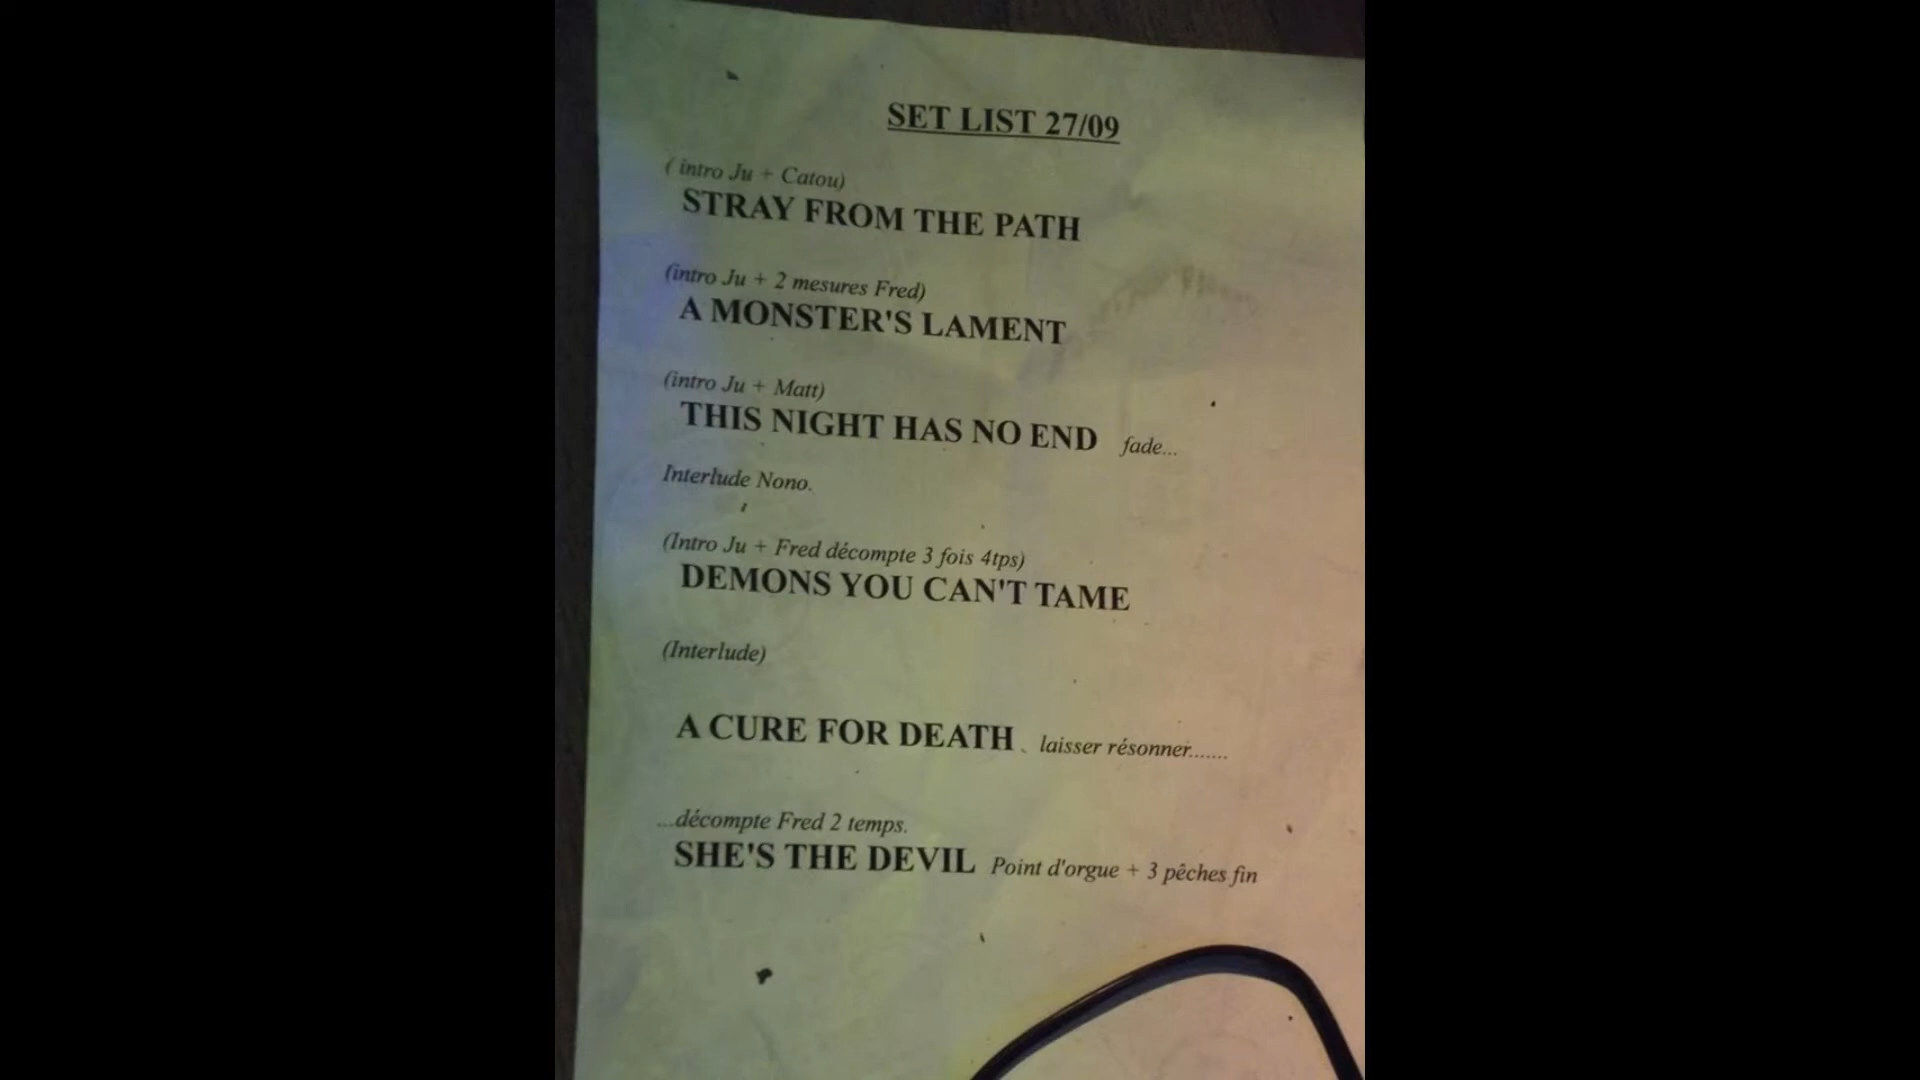 SET LIST 27/09
( intro Ju + Catou)
STRAY FROM THE PATH
(intro Ju + 2 mesures Fred)
A MONSTER'S LAMENT
(intro Ju + Matt)
THIS NIGHT HAS NO END fade...
Interlude Nono.
(Intro Ju + Fred décompte 3 fois 4tps)
DEMONS YOU CAN'T TAME
(Interlude)
A CURE FOR DEATH laisser résonner.......
...décompte Fred 2 temps.
SHE'S THE DEVIL Point d'orgue + 3 pêches fin